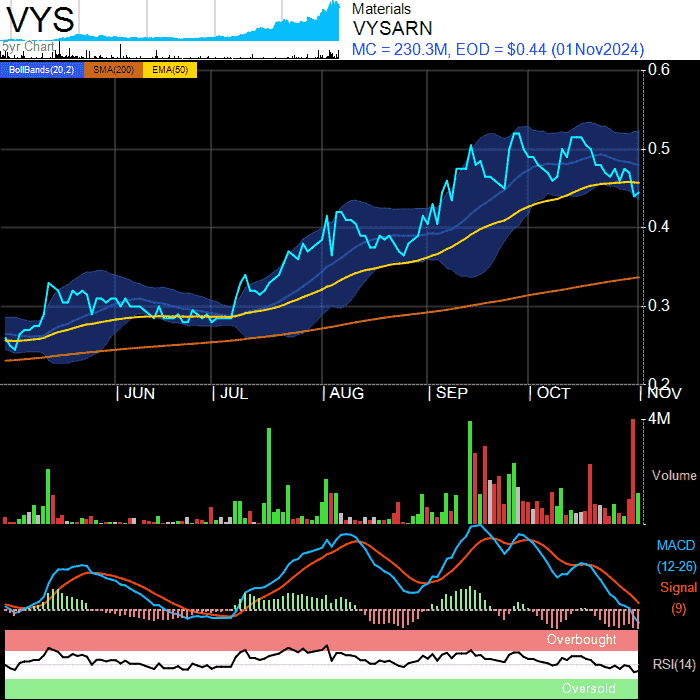 VYS
5yr Chart
Materials
VYSARN
MC = 230.3M, EOD = $0.44 (01Nov2024)
BollBands(20,2) SMA(200) EMA(50)
0.6
0.5
0.4
0.3
0.2
JUN JUL AUG SEP OCT NOV
4M
Volume
MACD
(12-26)
Signal
(9)
Overbought
RSI(14)
Oversold